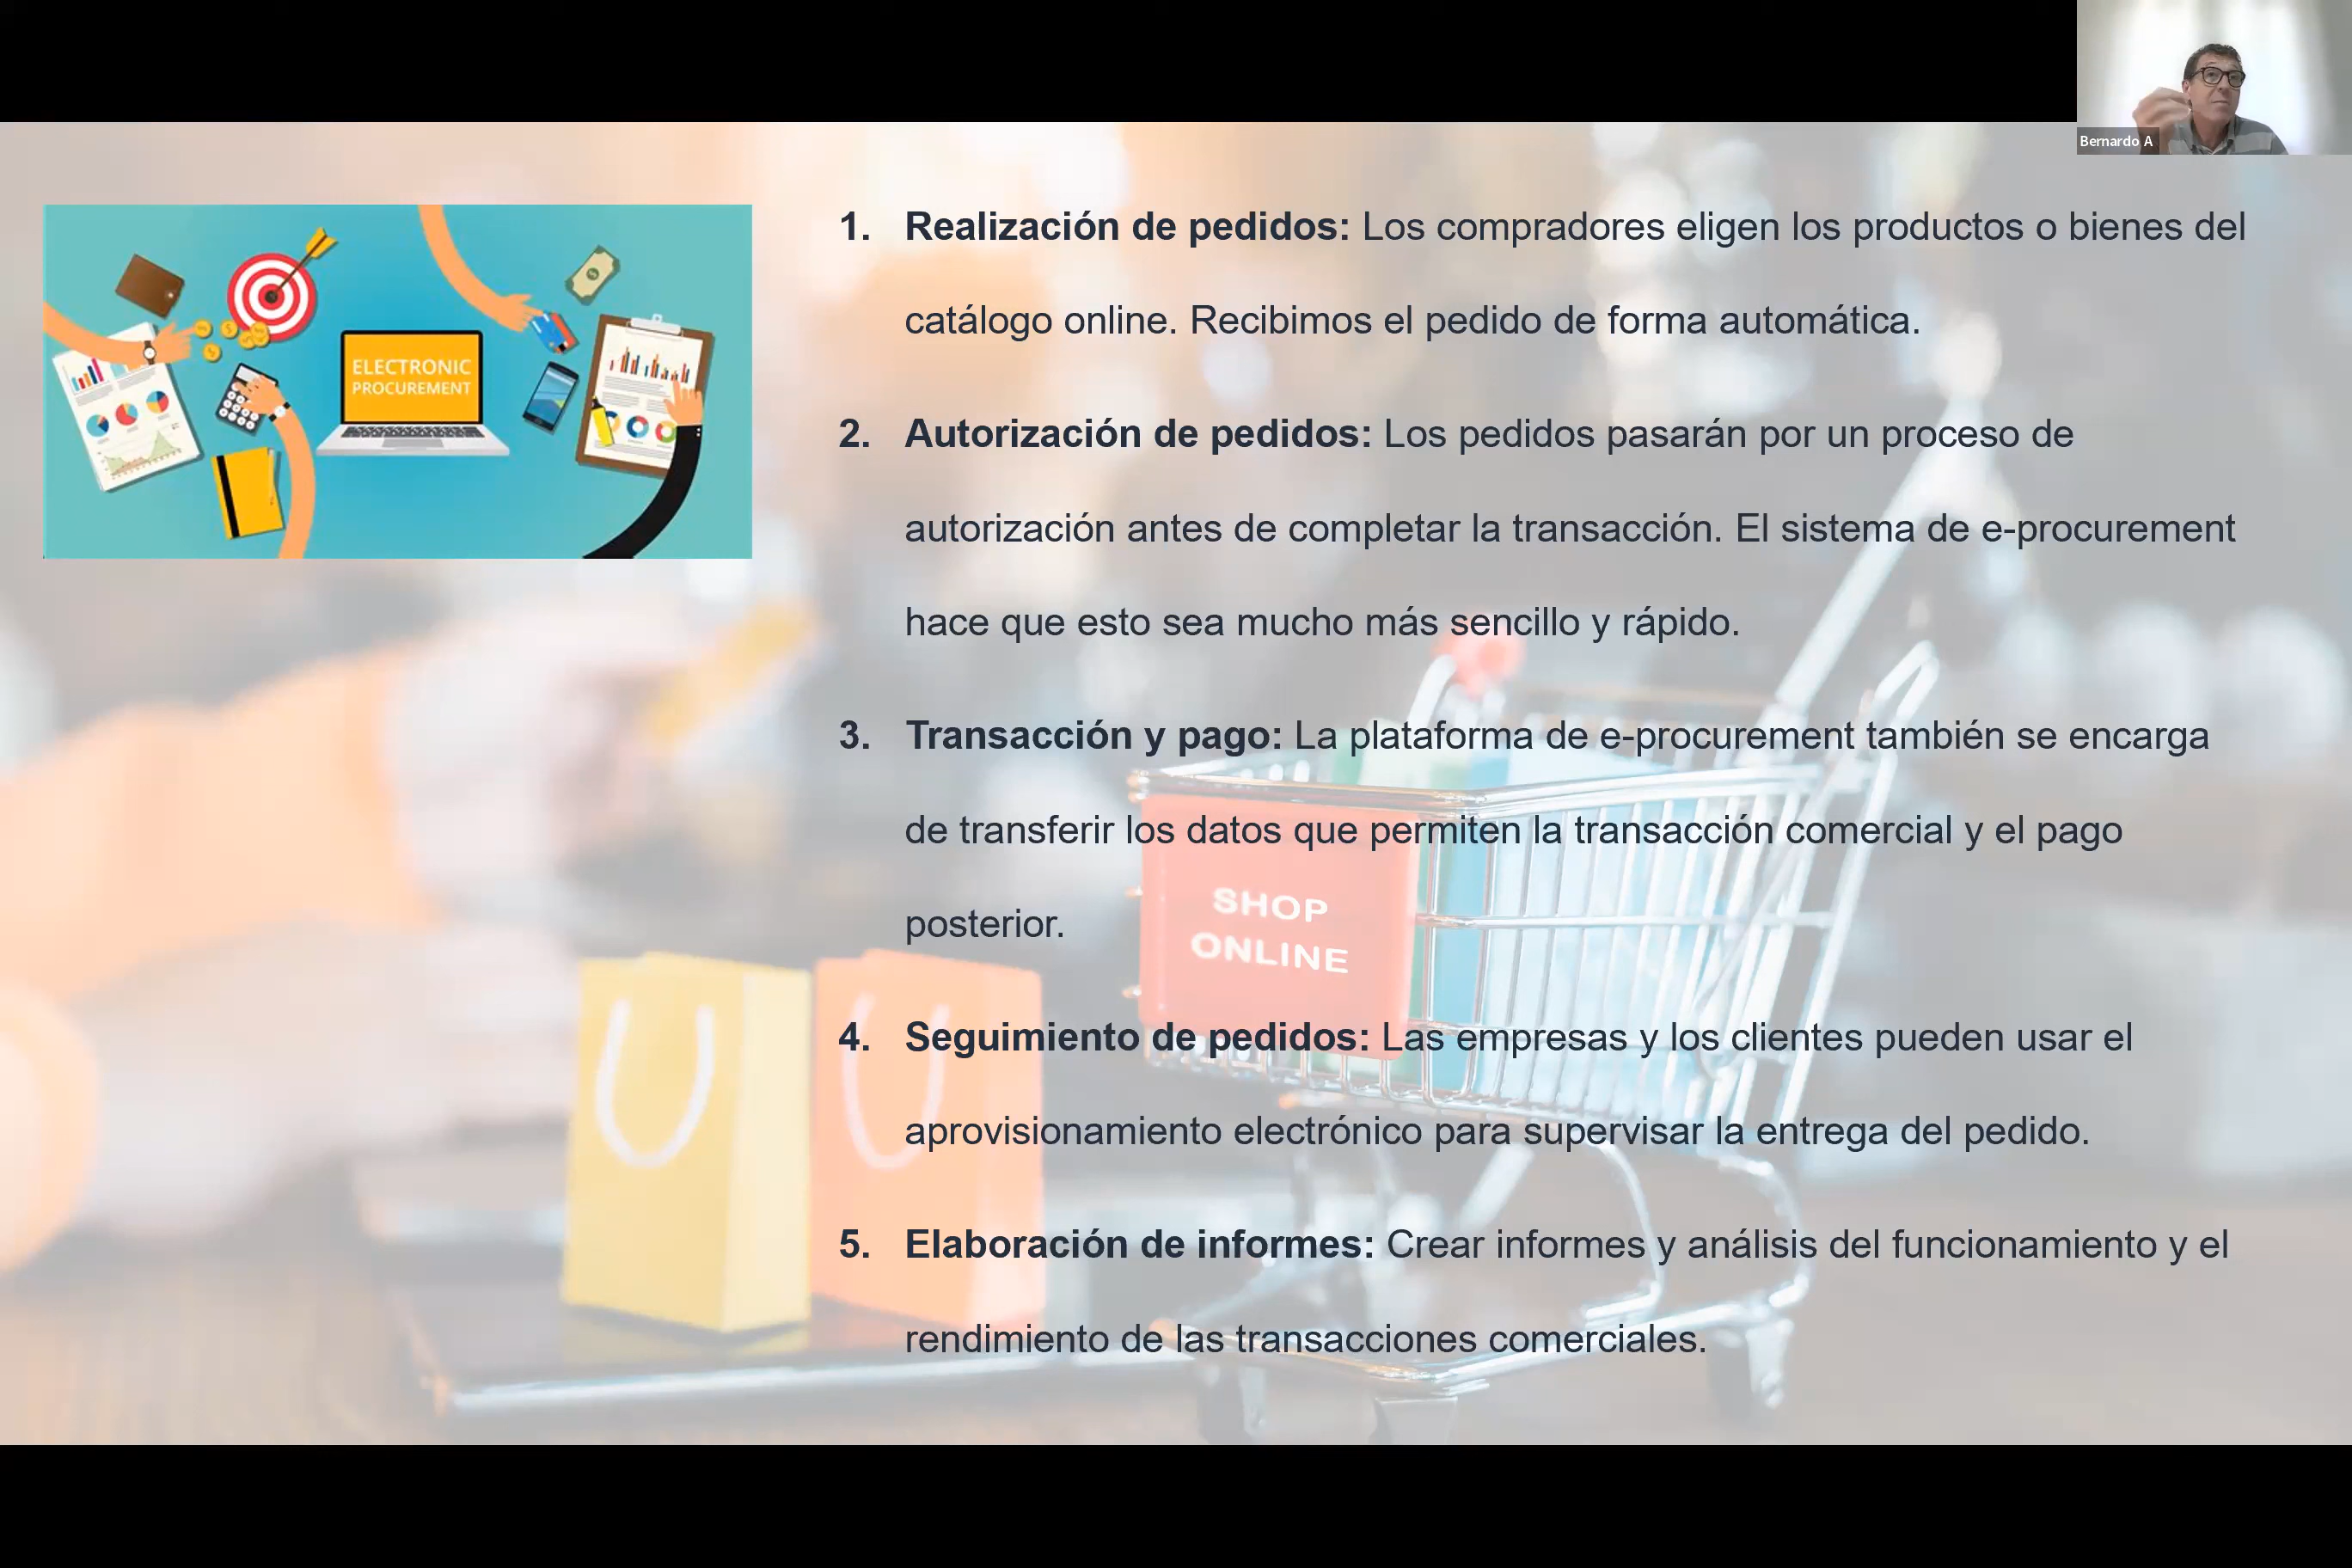 Bernardo A
ELECTRONIC
PROCUREMENT
1. Realización de pedidos: Los compradores eligen los productos o bienes del
catálogo online. Recibimos el pedido de forma automática.
2. Autorización de pedidos: Los pedidos pasarán por un proceso de
autorización antes de completar la transacción. El sistema de e-procurement
hace que esto sea mucho más sencillo y rápido.
3. Transacción y pago: La plataforma de e-procurement también se encarga
de transferir los datos que permiten la transacción comercial y el pago
posterior.
SHOP
ONLINE
4. Seguimiento de pedidos: Las empresas y los clientes pueden usar el
aprovisionamiento electrónico para supervisar la entrega del pedido.
5. Elaboración de informes: Crear informes y análisis del funcionamiento y el
rendimiento de las transacciones comerciales.